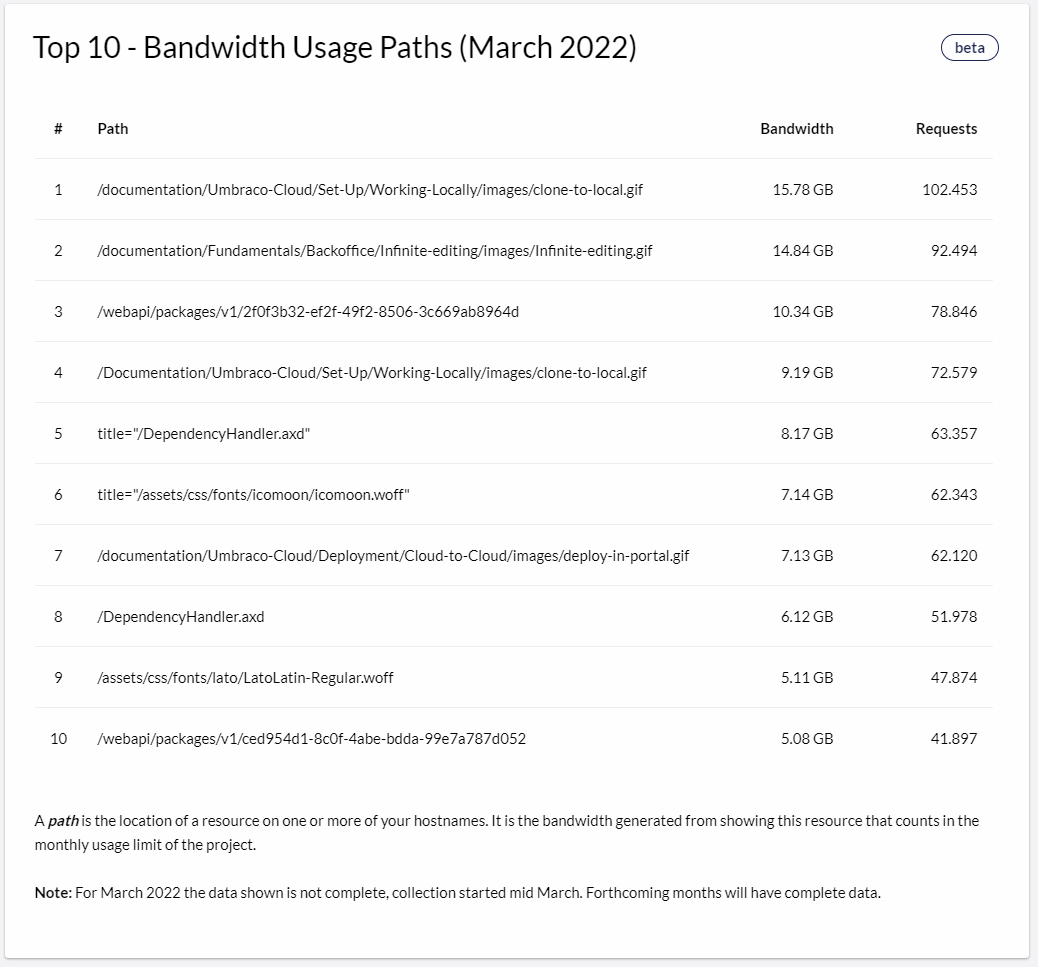 Top 10 - Bandwidth Usage Paths (March 2022)
beta
# Path Bandwidth Requests
1 /documentation/Umbraco-Cloud/Set-Up/Working-Locally/images/clone-to-local.gif 15.78 GB 102.453
2 /documentation/Fundamentals/Backoffice/Infinite-editing/images/Infinite-editing.gif 14.84 GB 92.494
3 /webapi/packages/v1/2f0f3b32-ef2f-49f2-8506-3c669ab8964d 10.34 GB 78.846
4 /Documentation/Umbraco-Cloud/Set-Up/Working-Locally/images/clone-to-local.gif 9.19 GB 72.579
5 title="/DependencyHandler.axd" 8.17 GB 63.357
6 title="/assets/css/fonts/icomoon/icomoon.woff" 7.14 GB 62.343
7 /documentation/Umbraco-Cloud/Deployment/Cloud-to-Cloud/images/deploy-in-portal.gif 7.13 GB 62.120
8 /DependencyHandler.axd 6.12 GB 51.978
9 /assets/css/fonts/lato/LatoLatin-Regular.woff 5.11 GB 47.874
10 /webapi/packages/v1/ced954d1-8c0f-4abe-bdda-99e7a787d052 5.08 GB 41.897
A path is the location of a resource on one or more of your hostnames. It is the bandwidth generated from showing this resource that counts in the
monthly usage limit of the project.
Note: For March 2022 the data shown is not complete, collection started mid March. Forthcoming months will have complete data.